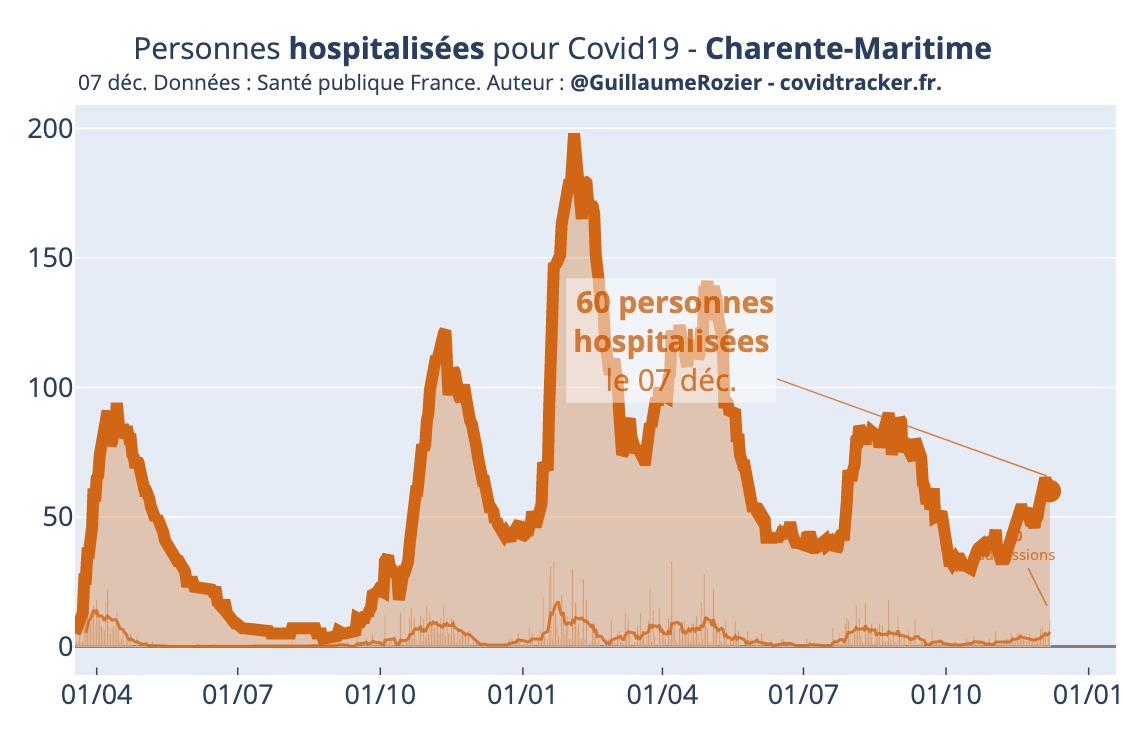 Personnes hospitalisées pour Covid19 - Charente-Maritime
07 déc. Données : Santé publique France. Auteur : @GuillaumeRozier - covidtracker.fr.
200
150
100
50
0
60 personnes
hospitalisées
le 07 déc.
01/04 01/07 01/10 01/01 01/04 01/07 01/10 01/01